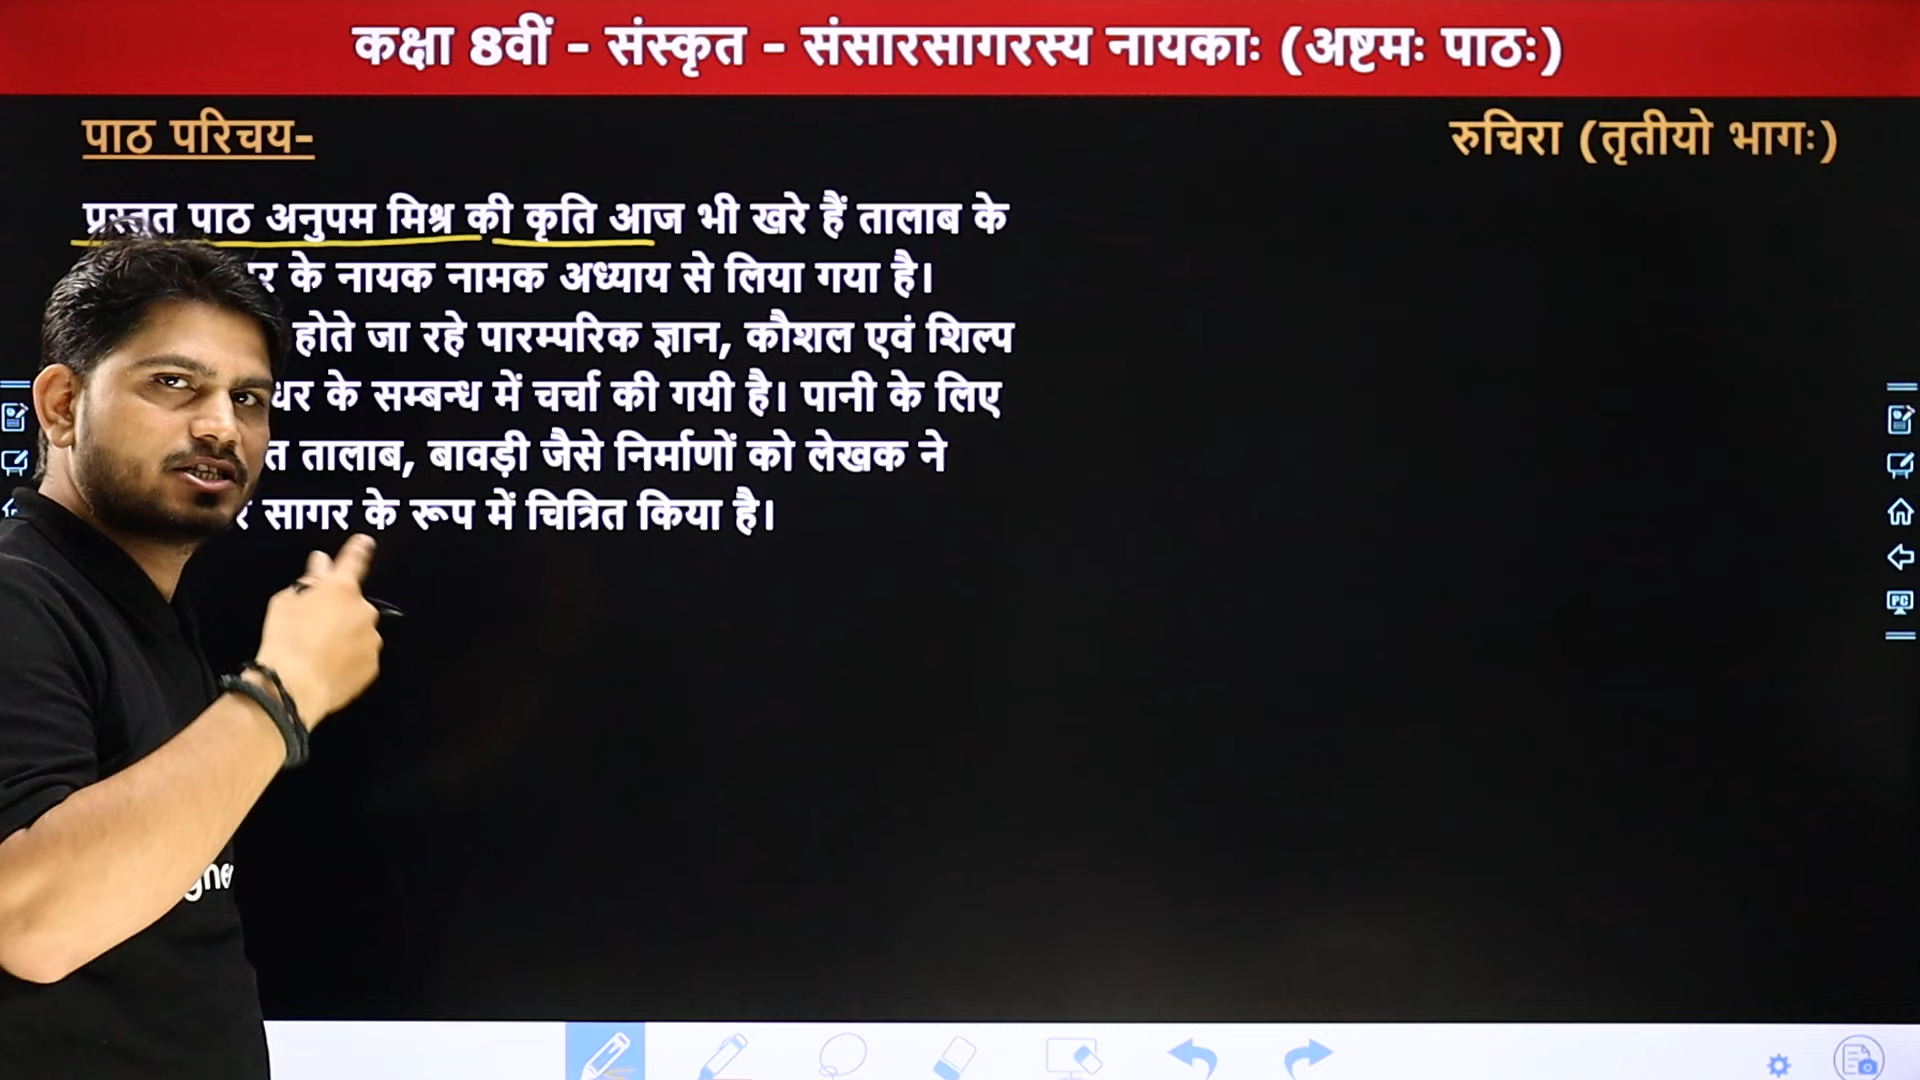 कक्षा 8वीं - संस्कृत - संसारसागरस्य नायकाः (अष्टमः पाठः)
पाठ परिचय-
रुचिरा (तृतीयो भागः)
प्रस्तुत पाठ अनुपम मिश्र की कृति आज भी खरे हैं तालाब के
के नायक नामक अध्याय से लिया गया है।
होते जा रहे पारम्परिक ज्ञान, कौशल एवं शिल्प
के सम्बन्ध में चर्चा की गयी है। पानी के लिए
तालाब, बावड़ी जैसे निर्माणों को लेखक ने
सागर के रूप में चित्रित किया है।
PC